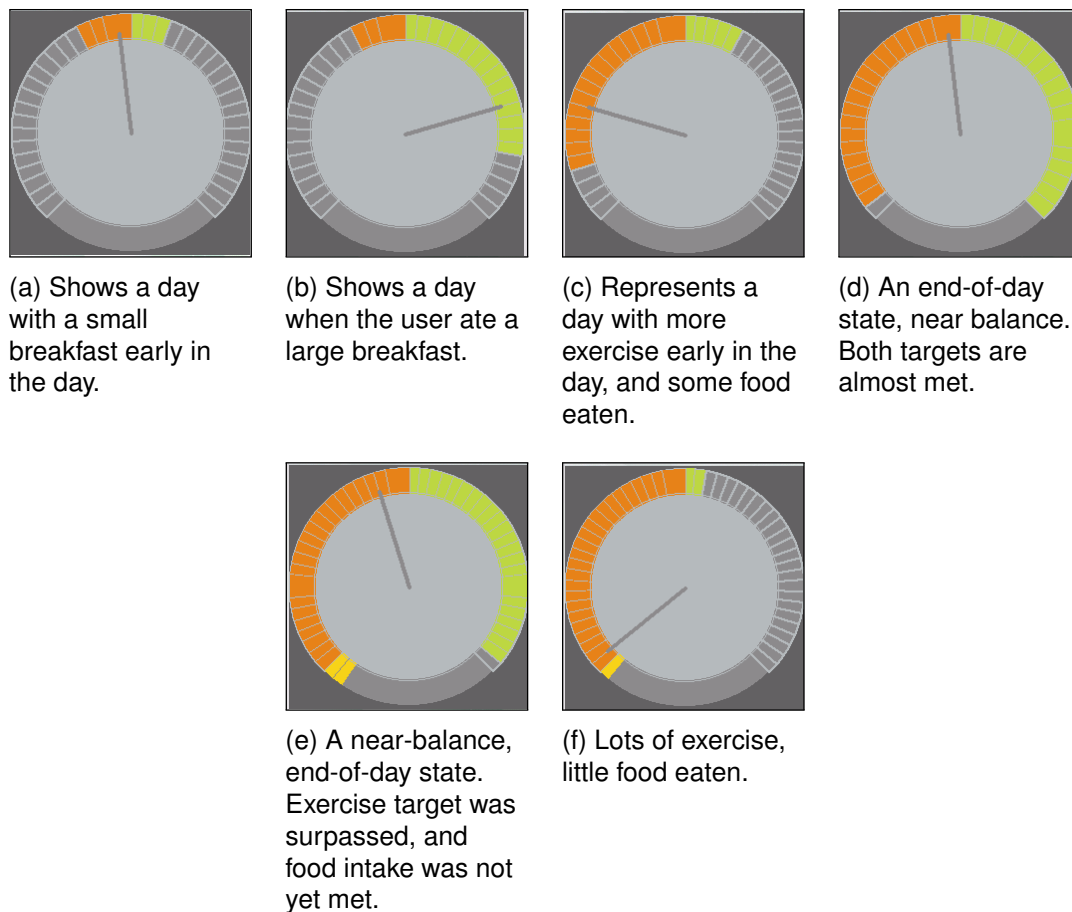 (a) Shows a day
with a small
breakfast early in
the day.
(b) Shows a day
when the user ate a
large breakfast.
(c) Represents a
day with more
exercise early in the
day, and some food
eaten.
(d) An end-of-day
state, near balance.
Both targets are
almost met.
(e) A near-balance,
end-of-day state.
Exercise target was
surpassed, and
food intake was not
yet met.
(f) Lots of exercise,
little food eaten.